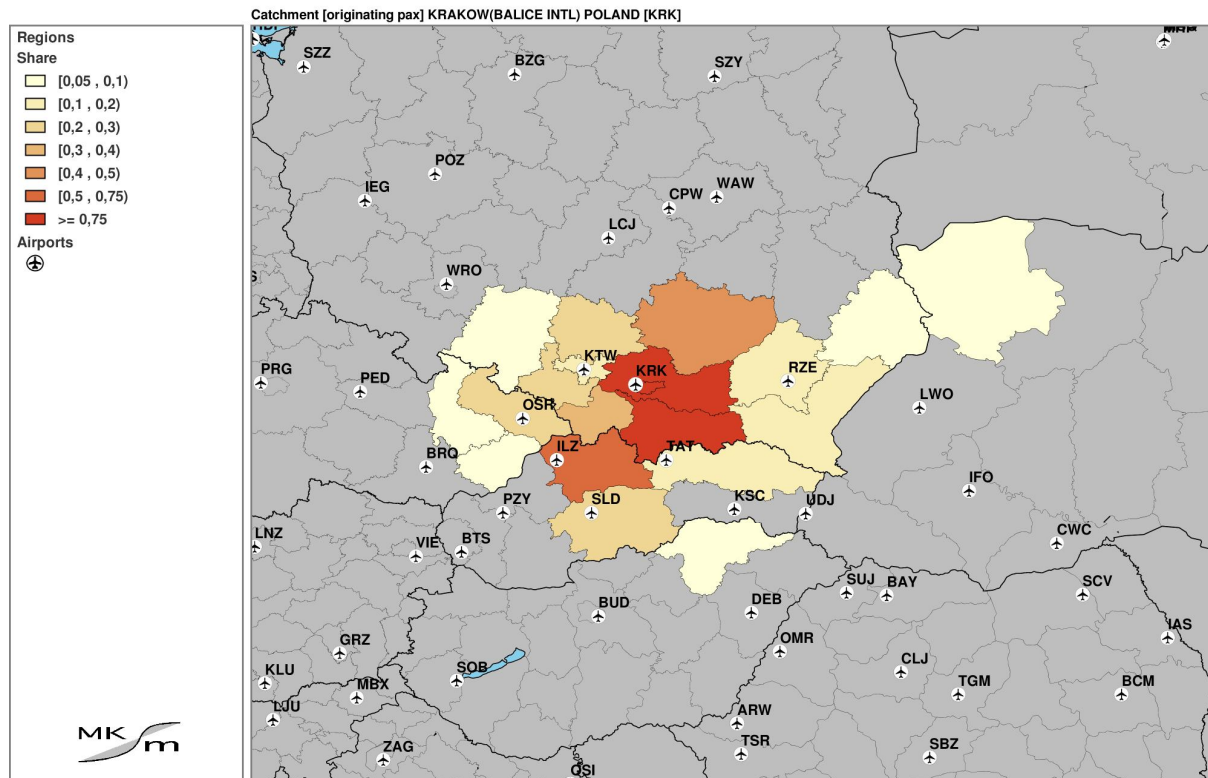 Catchment [originating pax] KRAKOW(BALICE INTL) POLAND [KRK]
Regions
Share
[0,05 , 0,1)
[0,1 , 0,2)
[0,2 , 0,3)
[0,3 , 0,4)
[0,4 , 0,5)
[0,5 , 0,75)
>= 0,75
Airports
MK
m
SZZ
BZG
SZY
POZ
IEG
CPW
WAW
LCJ
WRO
PRG
PED
KTW
KRK
RZE
OSR
LWO
BRQ
ILZ
TAT
IFO
PZY
SLD
KSC
UDJ
LNZ
VIE
BTS
CWC
SUJ
BAY
SCV
BUD
DEB
OMR
IAS
GRZ
KLU
SOB
MBX
CLJ
TGM
BCM
LJU
ARW
ZAG
TSR
SBZ
OSI